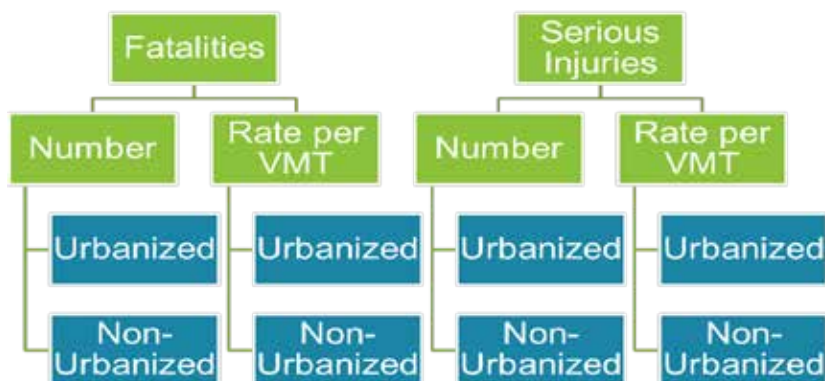 Fatalities
Serious
Injuries
Number
Rate per
VMT
Number
Rate per
VMT
Urbanized
Urbanized
Urbanized
Urbanized
Non-
Urbanized
Non-
Urbanized
Non-
Urbanized
Non-
Urbanized